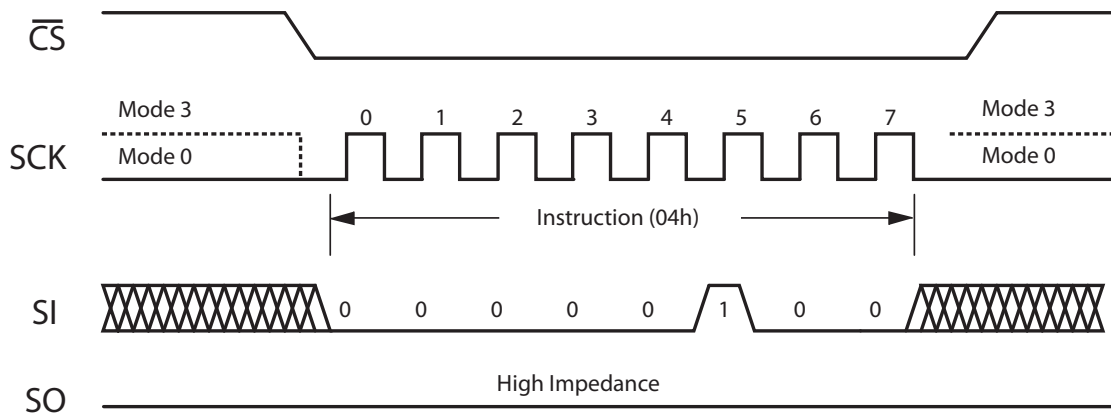 C̅S̅
Mode 3 0 1 2 3 4 5 6 7 Mode 3
SCK Mode 0 Mode 0
Instruction (04h)
SI 0 0 0 0 0 1 0 0
High Impedance
SO